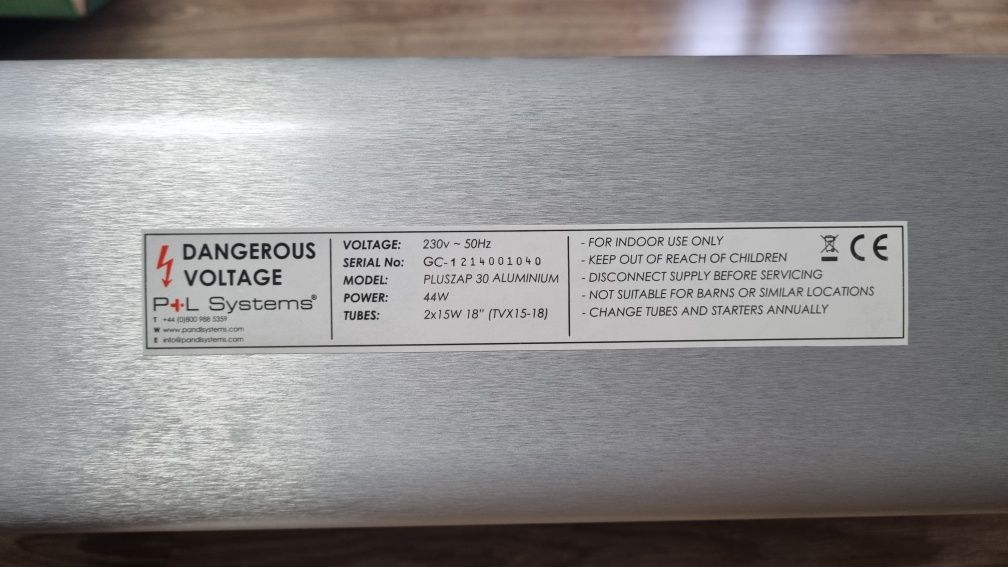 DANGEROUS
VOLTAGE
P+L Systems®
T +44 (0)800 988 5359
W www.pandlsystems.com
E info@pandlsystems.com
VOLTAGE: 230v ~ 50Hz
SERIAL No: GC-1214001040
MODEL: PLUSZAP 30 ALUMINIUM
POWER: 44W
TUBES: 2x15W 18" (TVX15-18)
- FOR INDOOR USE ONLY
- KEEP OUT OF REACH OF CHILDREN
- DISCONNECT SUPPLY BEFORE SERVICING
- NOT SUITABLE FOR BARNS OR SIMILAR LOCATIONS
- CHANGE TUBES AND STARTERS ANNUALLY
CE